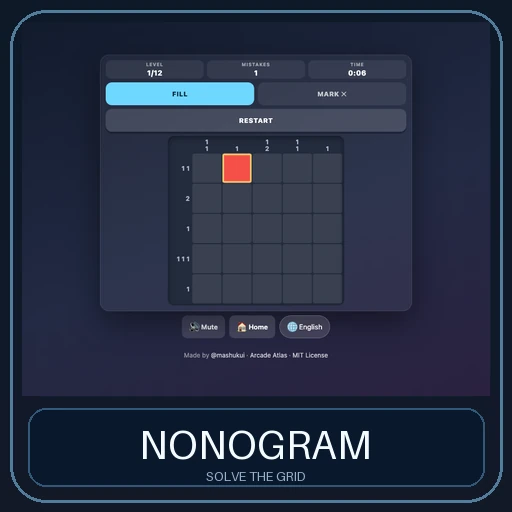 LEVEL
1/12
MISTAKES
1
TIME
0:06
FILL
MARK ✕
RESTART
1 1 1
1 1 2 1 1
1 1
2
1
1 1 1
1
Mute
Home
English
Made by @mashukui · Arcade Atlas · MIT License
NONOGRAM
SOLVE THE GRID